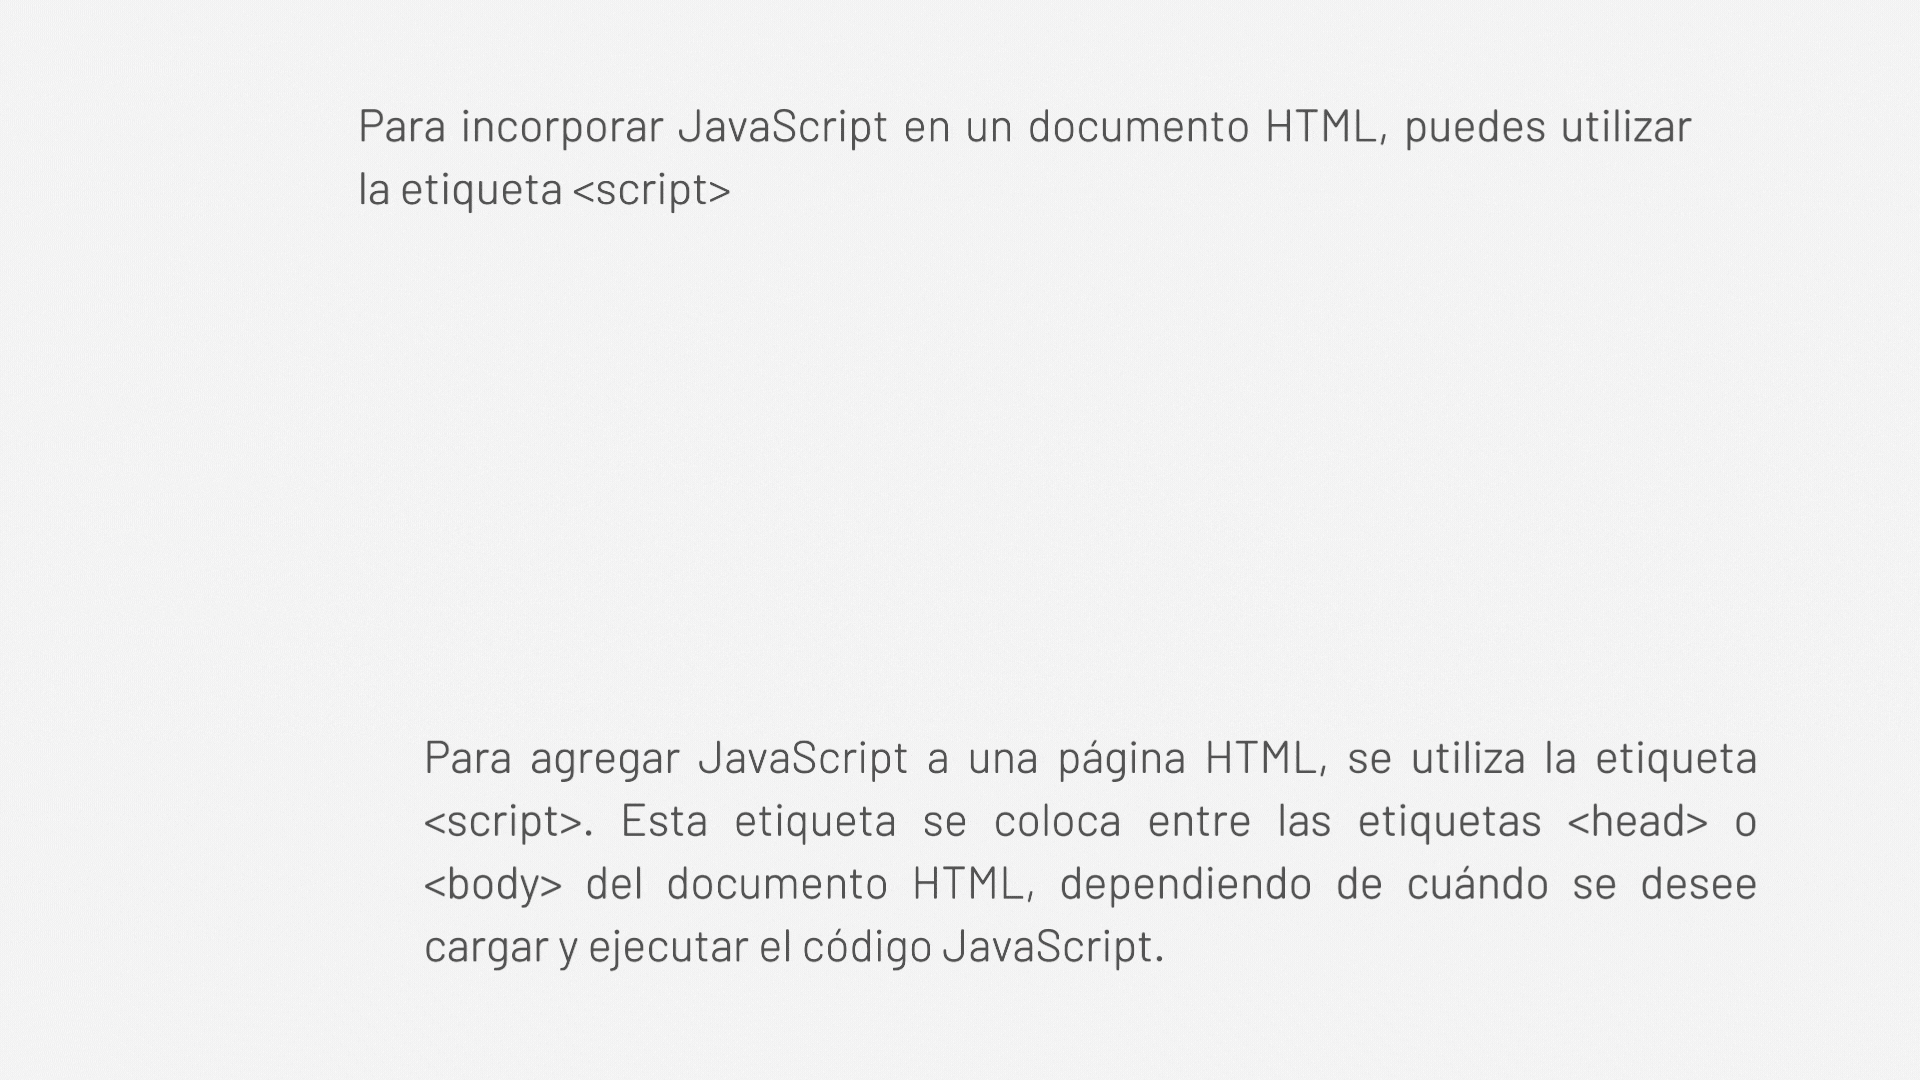 Para incorporar JavaScript en un documento HTML, puedes utilizar
la etiqueta <script>
Para agregar JavaScript a una página HTML, se utiliza la etiqueta
<script>. Esta etiqueta se coloca entre las etiquetas <head> o
<body> del documento HTML, dependiendo de cuándo se desee
cargar y ejecutar el código JavaScript.